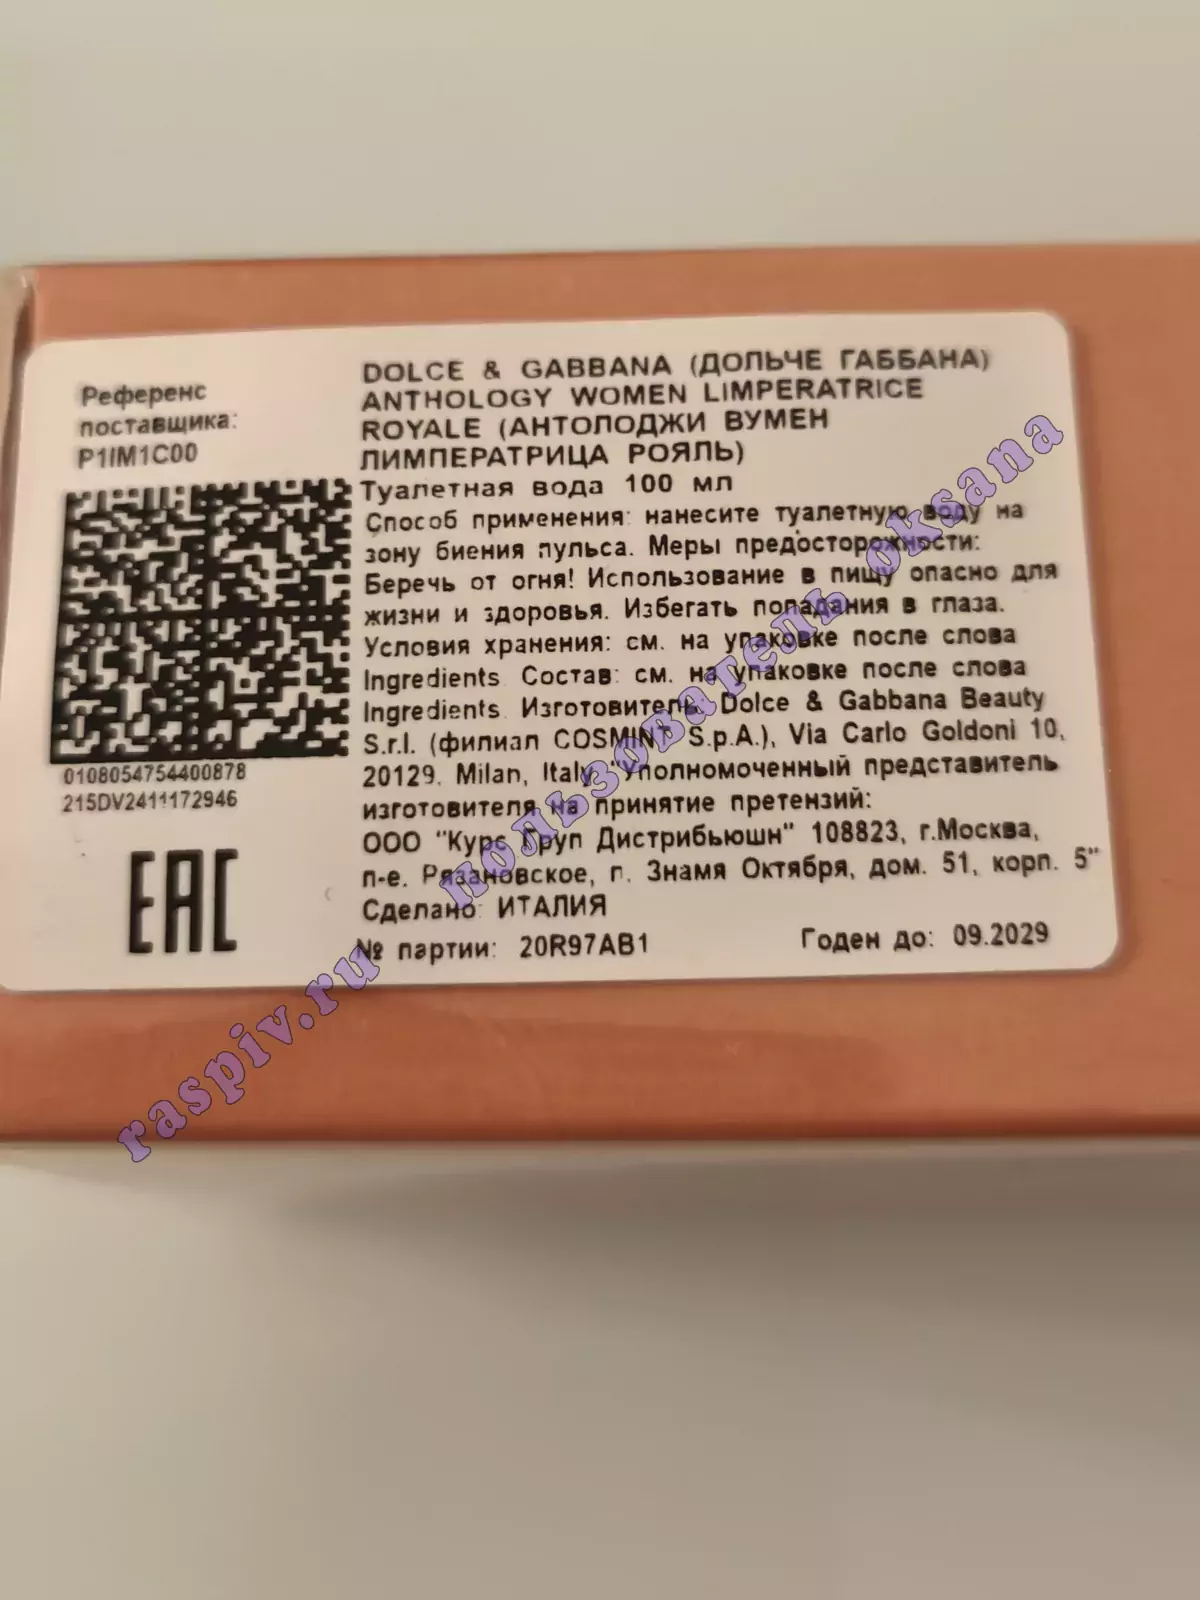 Референс
поставщика:
P1IM1C00
0108054754400878
215DV2411172946
EAC
DOLCE & GABBANA (ДОЛЬЧЕ ГАББАНА)
ANTHOLOGY WOMEN LIMPERATRICE
ROYALE (АНТОЛОДЖИ ВУМЕН
ЛИМПЕРАТРИЦА РОЯЛЬ)
Туалетная вода 100 мл
Способ применения: нанесите туалетную воду на
зону биения пульса. Меры предосторожности:
Беречь от огня! Использование в пищу опасно для
жизни и здоровья. Избегать попадания в глаза.
Условия хранения: см. на упаковке после слова
Ingredients. Состав: см. на упаковке после слова
Ingredients. Изготовитель: Dolce & Gabbana Beauty
S.r.l. (филиал COSMINT S.p.A.), Via Carlo Goldoni 10,
20129. Milan, Italy "Уполномоченный представитель
изготовителя на принятие претензий:
ООО "Курс Груп Дистрибьюшн" 108823, г.Москва,
п-е. Рязановское, п. Знамя Октября, дом. 51, корп. 5"
Сделано: ИТАЛИЯ
№ партии: 20R97AB1 Годен до: 09.2029
raspiv.ru пользователь oksana